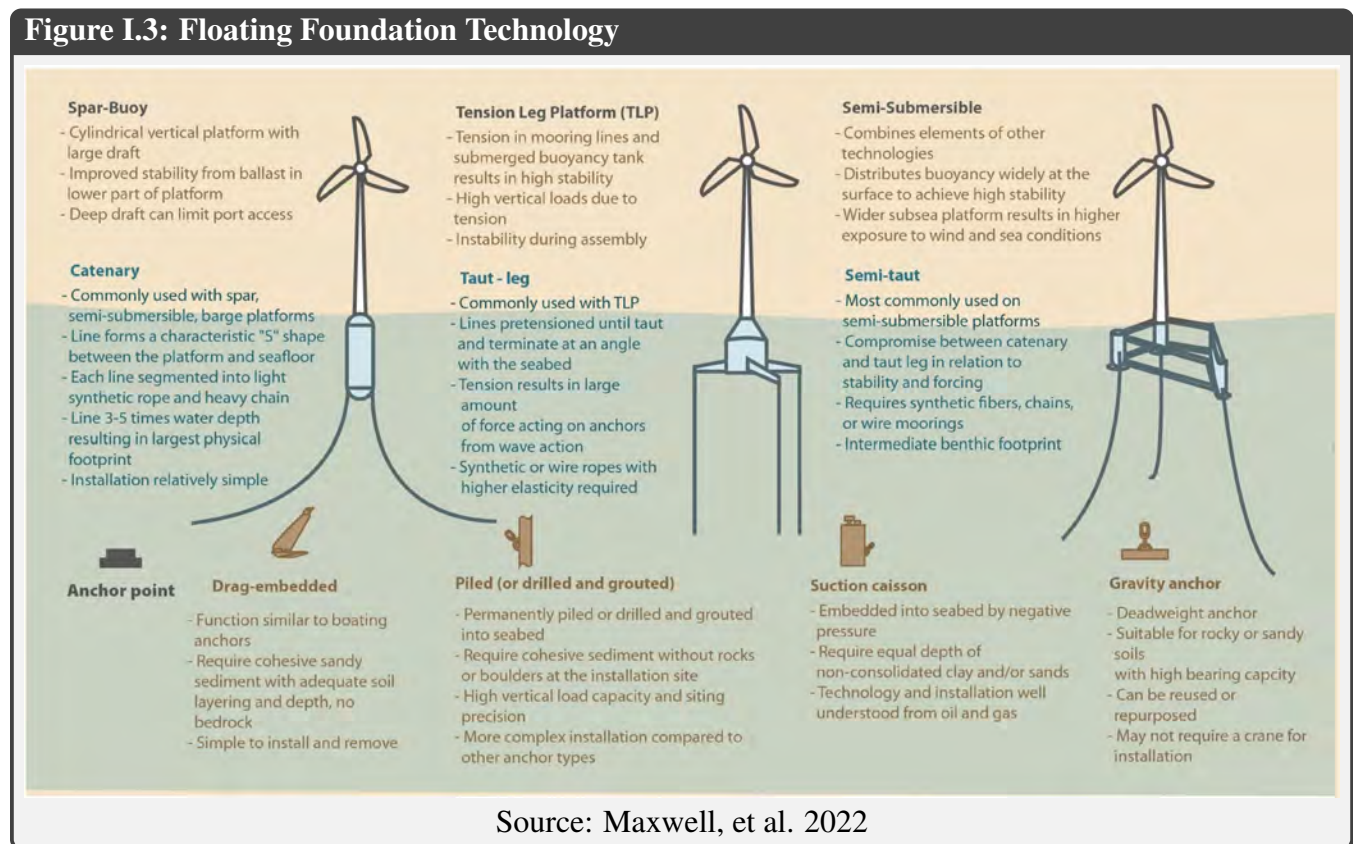 Figure I.3: Floating Foundation Technology
Spar-Buoy
- Cylindrical vertical platform with
large draft
- Improved stability from ballast in
lower part of platform
- Deep draft can limit port access
Tension Leg Platform (TLP)
- Tension in mooring lines and
submerged buoyancy tank
results in high stability
- High vertical loads due to
tension
- Instability during assembly
Semi-Submersible
- Combines elements of other
technologies
- Distributes buoyancy widely at the
surface to achieve high stability
- Wider subsea platform results in higher
exposure to wind and sea conditions
Catenary
- Commonly used with spar,
semi-submersible, barge platforms
- Line forms a characteristic "S" shape
between the platform and seafloor
- Each line segmented into light
synthetic rope and heavy chain
- Line 3-5 times water depth
resulting in largest physical
footprint
- Installation relatively simple
Taut - leg
- Commonly used with TLP
- Lines pretensioned until taut
and terminate at an angle
with the seabed
- Tension results in large
amount
of force acting on anchors
from wave action
- Synthetic or wire ropes with
higher elasticity required
Semi-taut
- Most commonly used on
semi-submersible platforms
- Compromise between catenary
and taut leg in relation to
stability and forcing
- Requires synthetic fibers, chains,
or wire moorings
- Intermediate benthic footprint
Anchor point
Drag-embedded
- Function similar to boating
anchors
- Require cohesive sandy
sediment with adequate soil
layering and depth, no
bedrock
- Simple to install and remove
Piled (or drilled and grouted)
- Permanently piled or drilled and grouted
into seabed
- Require cohesive sediment without rocks
or boulders at the installation site
- High vertical load capacity and siting
precision
- More complex installation compared to
other anchor types
Suction caisson
- Embedded into seabed by negative
pressure
- Require equal depth of
non-consolidated clay and/or sands
- Technology and installation well
understood from oil and gas
Gravity anchor
- Deadweight anchor
- Suitable for rocky or sandy
soils
with high bearing capcity
- Can be reused or
repurposed
- May not require a crane for
installation
Source: Maxwell, et al. 2022